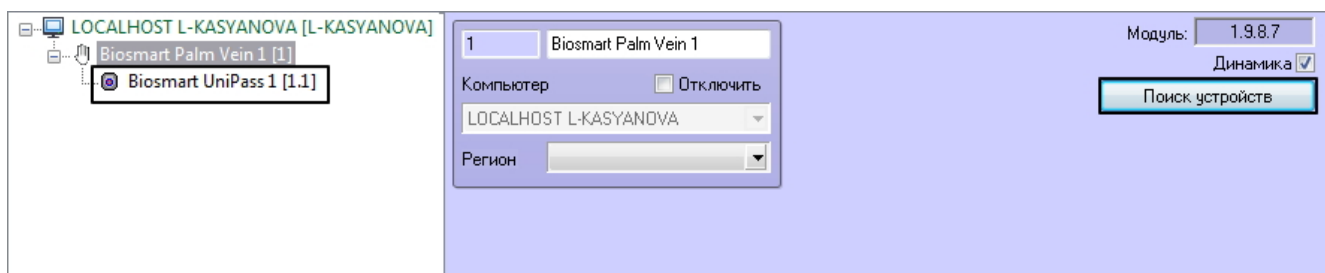 LOCALHOST L-KASYANOVA [L-KASYANOVA]
Biosmart Palm Vein 1 [1]
Biosmart UniPass 1 [1.1]
1 Biosmart Palm Vein 1
Компьютер Отключить
LOCALHOST L-KASYANOVA
Регион
Модуль: 1.9.8.7
Динамика
Поиск устройств